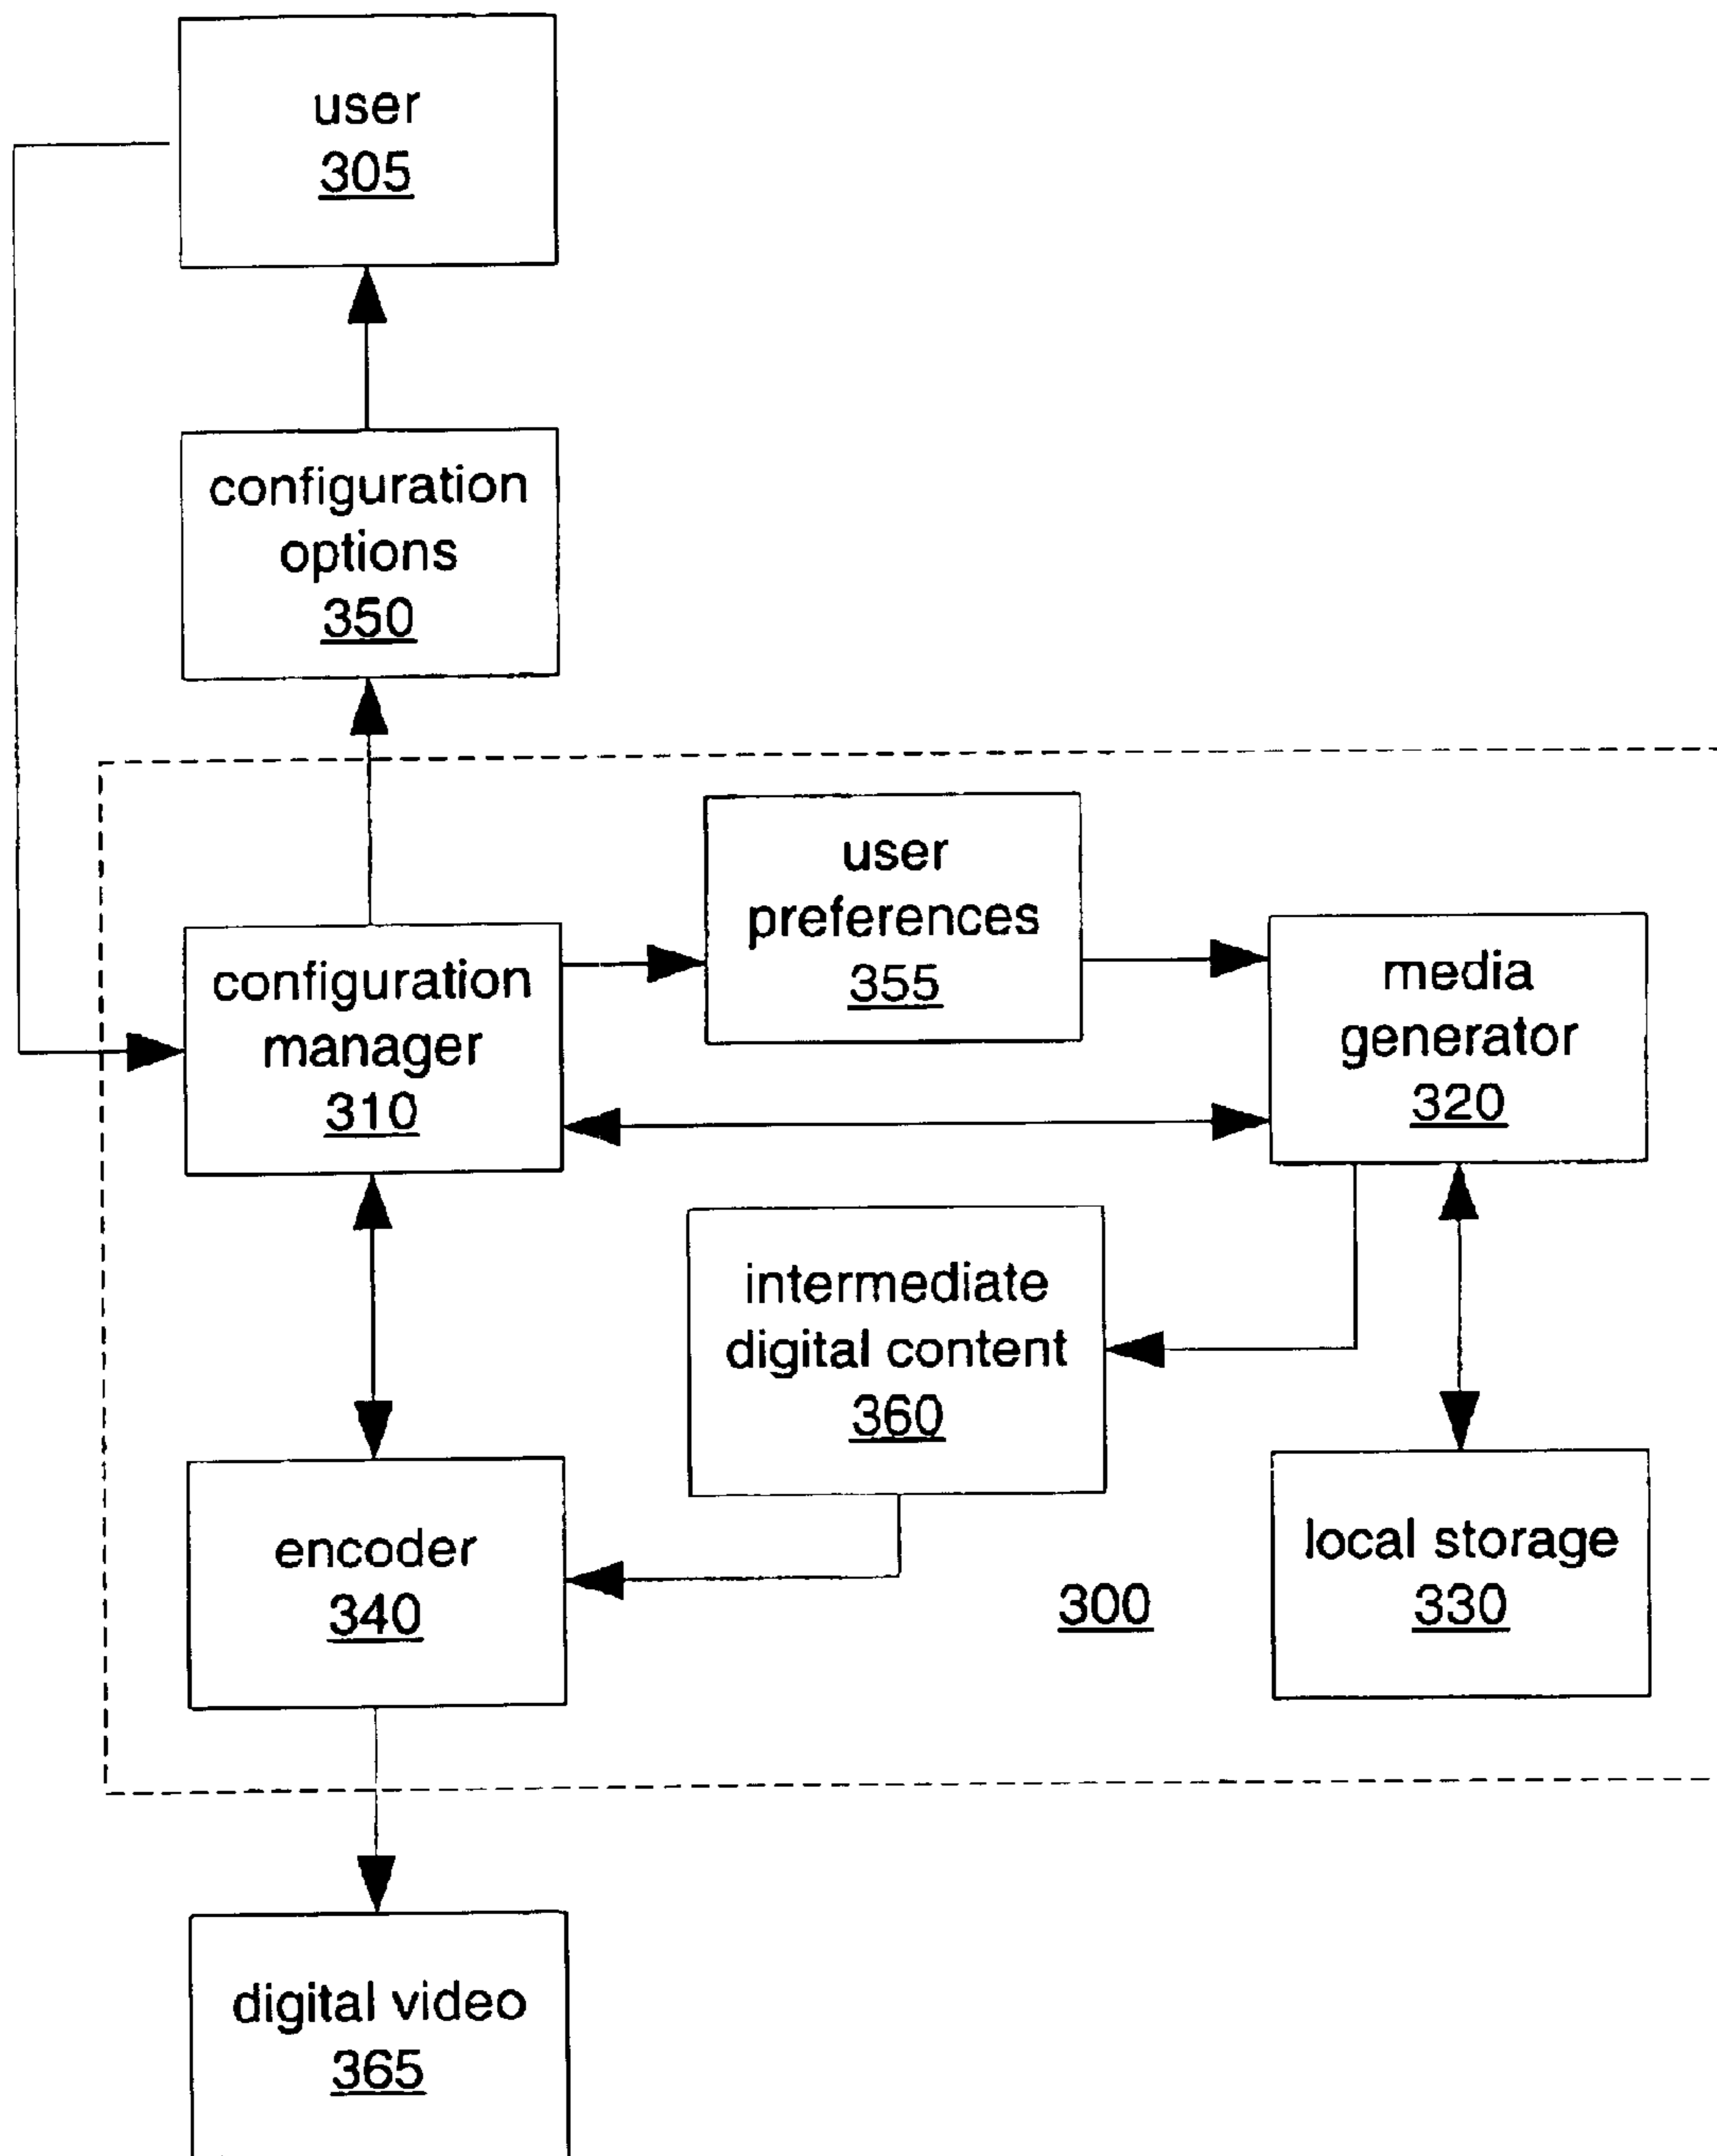 user
305
configuration
options
350
user
preferences
355
configuration
manager
310
media
generator
320
intermediate
digital content
360
encoder
340
local storage
330
300
digital video
365